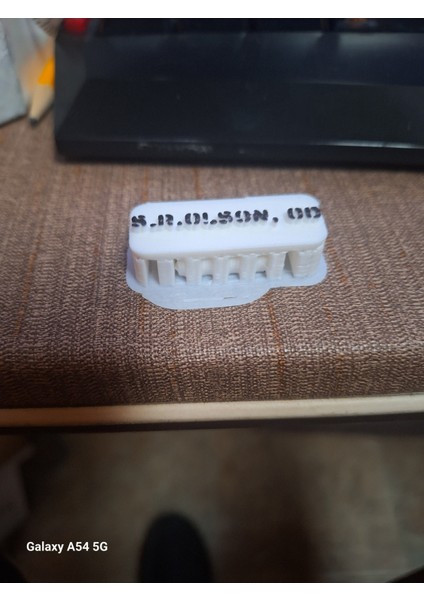 S.R.OLSON, OD
Galaxy A54 5G